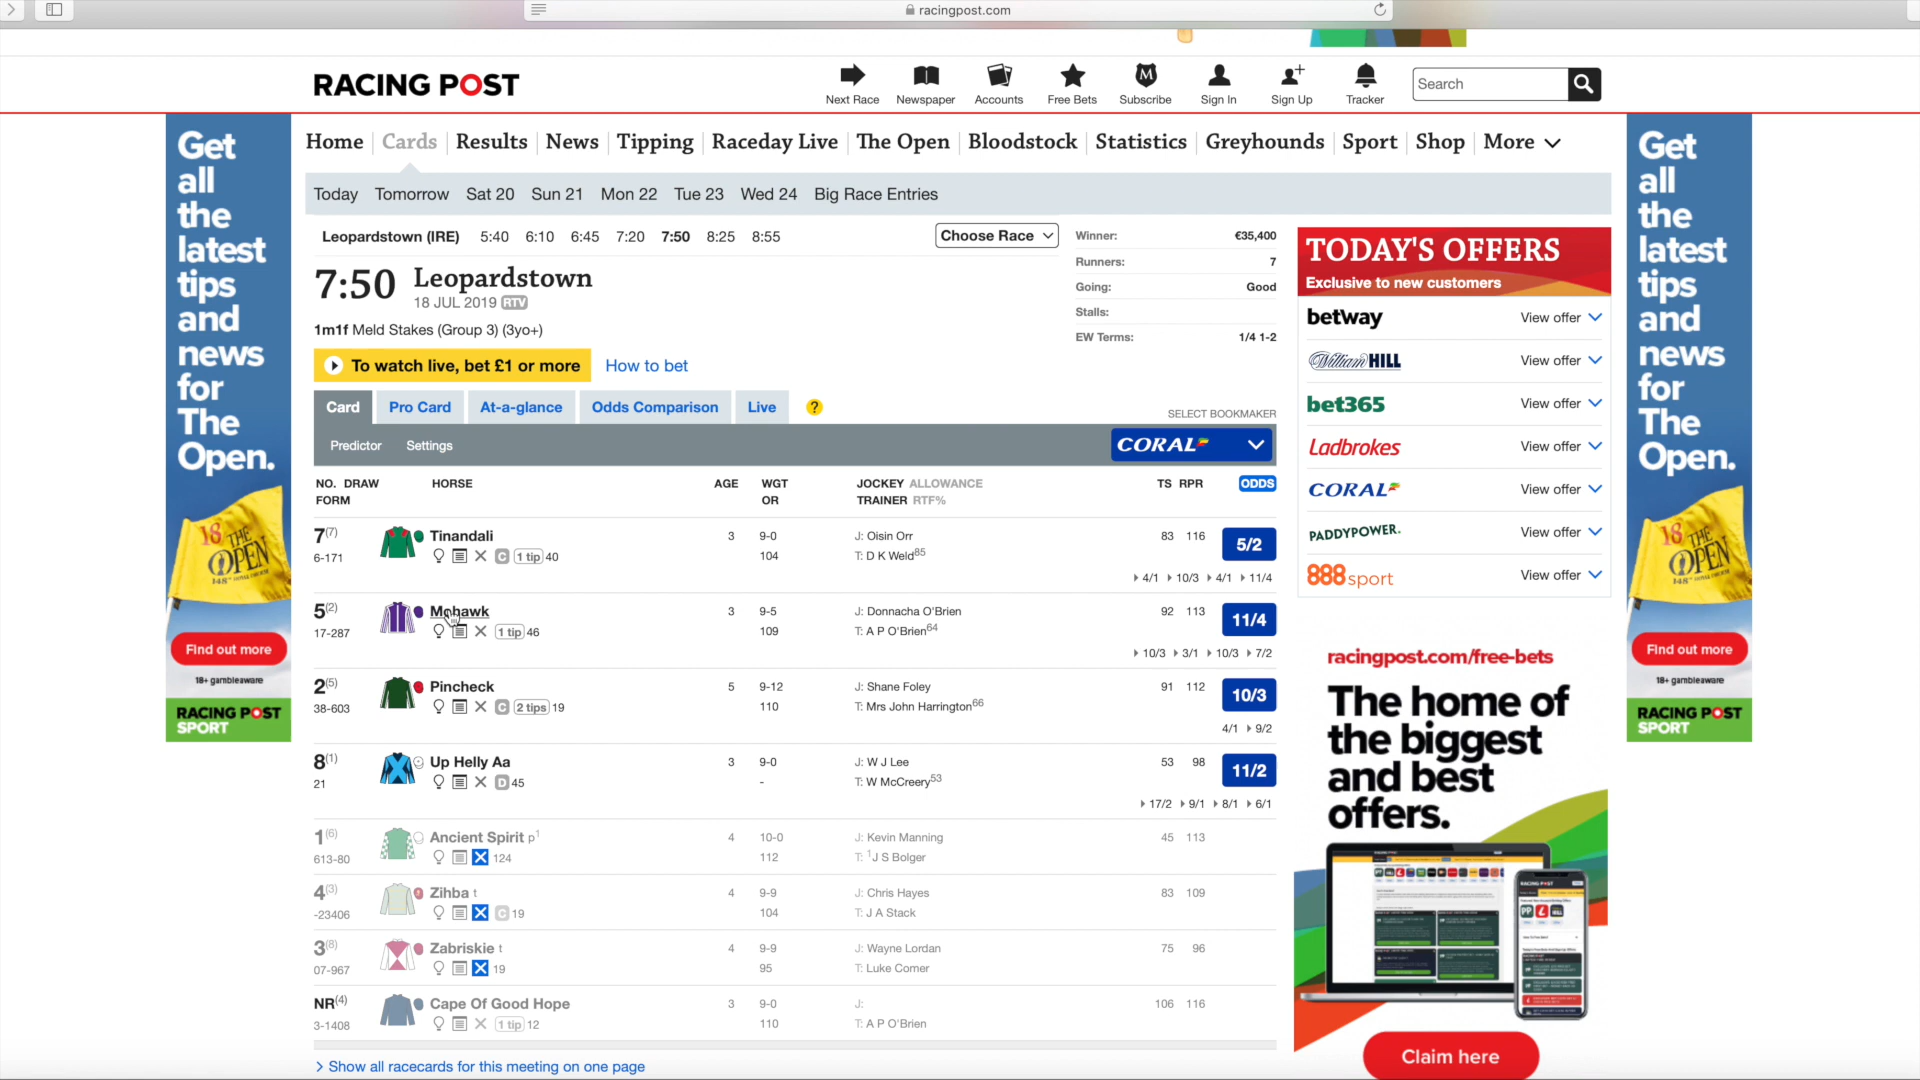 racingpost.com
RACING POST
Next Race
Newspaper
Accounts
Free Bets
Subscribe
Sign In
Sign Up
Tracker
Search
Home Cards Results News Tipping Raceday Live The Open Bloodstock Statistics Greyhounds Sport Shop More
Today Tomorrow Sat 20 Sun 21 Mon 22 Tue 23 Wed 24 Big Race Entries
Get
all
the
latest
tips
and
news
for
The
Open.
18 THE OPEN
148TH ROYAL PORTRUSH
Find out more
18+ gambleaware
RACING POST
SPORT
Leopardstown (IRE) 5:40 6:10 6:45 7:20 7:50 8:25 8:55
Choose Race
7:50 Leopardstown
18 JUL 2019 RTV
1m1f Meld Stakes (Group 3) (3yo+)
Winner: €35,400
Runners: 7
Going: Good
Stalls:
EW Terms: 1/4 1-2
To watch live, bet £1 or more How to bet
Card Pro Card At-a-glance Odds Comparison Live ?
SELECT BOOKMAKER
Predictor Settings
CORAL
NO. DRAW HORSE AGE WGT JOCKEY ALLOWANCE TS RPR ODDS
FORM OR TRAINER RTF%
7(7) Tinandali 3 9-0 J: Oisin Orr 83 116 5/2
6-171 C 1 tip 40 104 T: D K Weld85
4/1 10/3 4/1 11/4
5(2) Mohawk 3 9-5 J: Donnacha O'Brien 92 113 11/4
17-287 1 tip 46 109 T: A P O'Brien64
10/3 3/1 10/3 7/2
2(5) Pincheck 5 9-12 J: Shane Foley 91 112 10/3
38-603 C 2 tips 19 110 T: Mrs John Harrington66
4/1 9/2
8(1) Up Helly Aa 3 9-0 J: W J Lee 53 98 11/2
21 D 45 - T: W McCreery53
17/2 9/1 8/1 6/1
1(6) Ancient Spirit p1 4 10-0 J: Kevin Manning 45 113
613-80 124 112 T: 1J S Bolger
4(3) Zihba t 4 9-9 J: Chris Hayes 83 109
-23406 C 19 104 T: J A Stack
3(8) Zabriskie t 4 9-9 J: Wayne Lordan 75 96
07-967 19 95 T: Luke Comer
NR(4) Cape Of Good Hope 3 9-0 J: 106 116
3-1408 1 tip 12 110 T: A P O'Brien
Show all racecards for this meeting on one page
TODAY'S OFFERS
Exclusive to new customers
betway View offer
William HILL View offer
bet365 View offer
Ladbrokes View offer
CORAL View offer
PADDYPOWER. View offer
888sport View offer
racingpost.com/free-bets
The home of
the biggest
and best
offers.
Claim here
Get
all
the
latest
tips
and
news
for
The
Open.
18 THE OPEN
148TH ROYAL PORTRUSH
Find out more
18+ gambleaware
RACING POST
SPORT